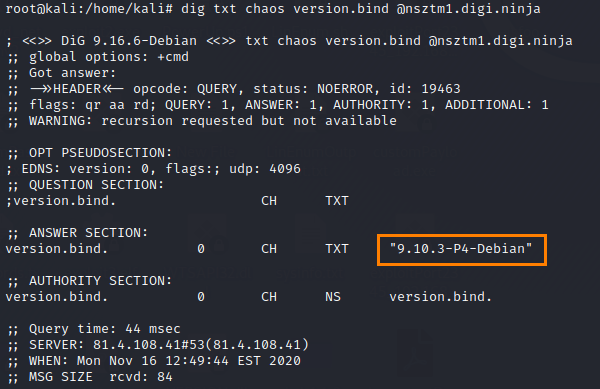 root@kali:/home/kali# dig txt chaos version.bind @nsztm1.digi.ninja
; <<>> DiG 9.16.6-Debian <<>> txt chaos version.bind @nsztm1.digi.ninja
;; global options: +cmd
;; Got answer:
;; ->>HEADER<<- opcode: QUERY, status: NOERROR, id: 19463
;; flags: qr aa rd; QUERY: 1, ANSWER: 1, AUTHORITY: 1, ADDITIONAL: 1
;; WARNING: recursion requested but not available
;; OPT PSEUDOSECTION:
; EDNS: version: 0, flags:; udp: 4096
;; QUESTION SECTION:
;version.bind. CH TXT
;; ANSWER SECTION:
version.bind. 0 CH TXT "9.10.3-P4-Debian"
;; AUTHORITY SECTION:
version.bind. 0 CH NS version.bind.
;; Query time: 44 msec
;; SERVER: 81.4.108.41#53(81.4.108.41)
;; WHEN: Mon Nov 16 12:49:44 EST 2020
;; MSG SIZE rcvd: 84